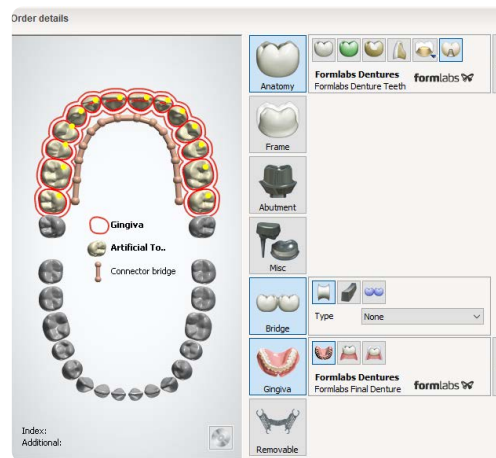 Order details
Gingiva
Artificial To..
Connector bridge
Index:
Additional:
Anatomy
Formlabs Dentures
Formlabs Denture Teeth
formlabs
Frame
Abutment
Misc
Bridge
Type
None
Gingiva
Formlabs Dentures
Formlabs Final Denture
formlabs
Removable